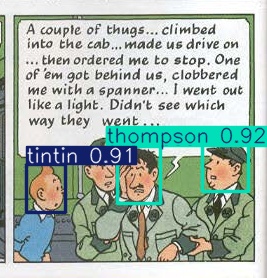 A couple of thugs... climbed
into the cab... made us drive on
... then ordered me to stop. One
of 'em got behind us, clobbered
me with a spanner... I went out
like a light. Didn't see which
way they went...
thompson 0.92
tintin 0.91